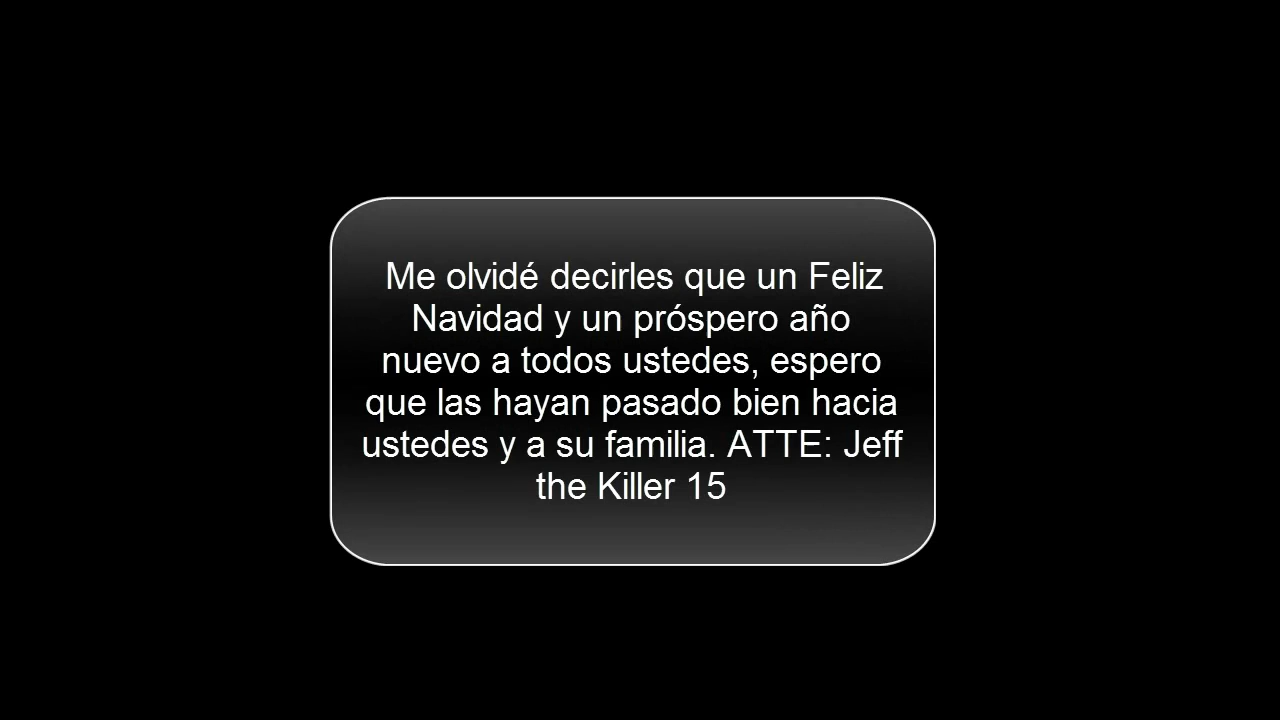 Me olvidé decirles que un Feliz
Navidad y un próspero año
nuevo a todos ustedes, espero
que las hayan pasado bien hacia
ustedes y a su familia. ATTE: Jeff
the Killer 15